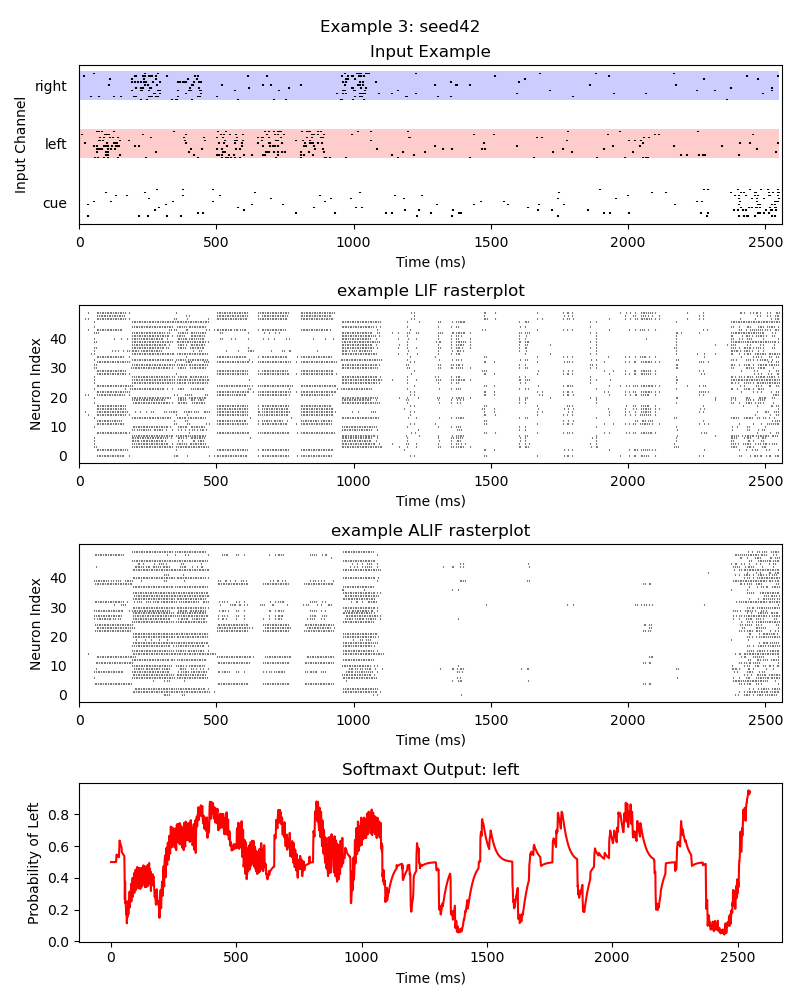 Example 3: seed42
Input Example
right
left
cue
Input Channel
0 500 1000 1500 2000 2500
Time (ms)
example LIF rasterplot
40
30
20
10
0
Neuron Index
0 500 1000 1500 2000 2500
Time (ms)
example ALIF rasterplot
40
30
20
10
0
Neuron Index
0 500 1000 1500 2000 2500
Time (ms)
Softmaxt Output: left
0.8
0.6
0.4
0.2
0.0
Probability of Left
0 500 1000 1500 2000 2500
Time (ms)